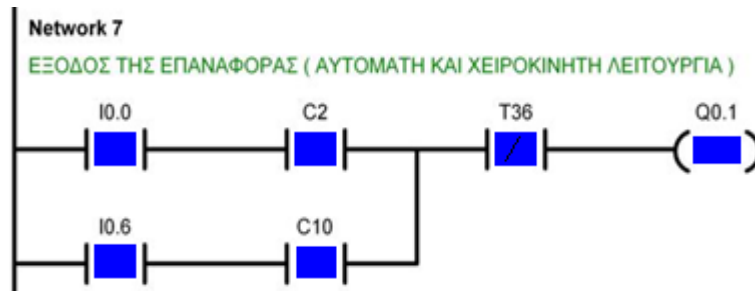 Network 7
ΕΞΟΔΟΣ ΤΗΣ ΕΠΑΝΑΦΟΡΑΣ ( ΑΥΤΟΜΑΤΗ ΚΑΙ ΧΕΙΡΟΚΙΝΗΤΗ ΛΕΙΤΟΥΡΓΙΑ )
I0.0 C2 T36 Q0.1
I0.6 C10